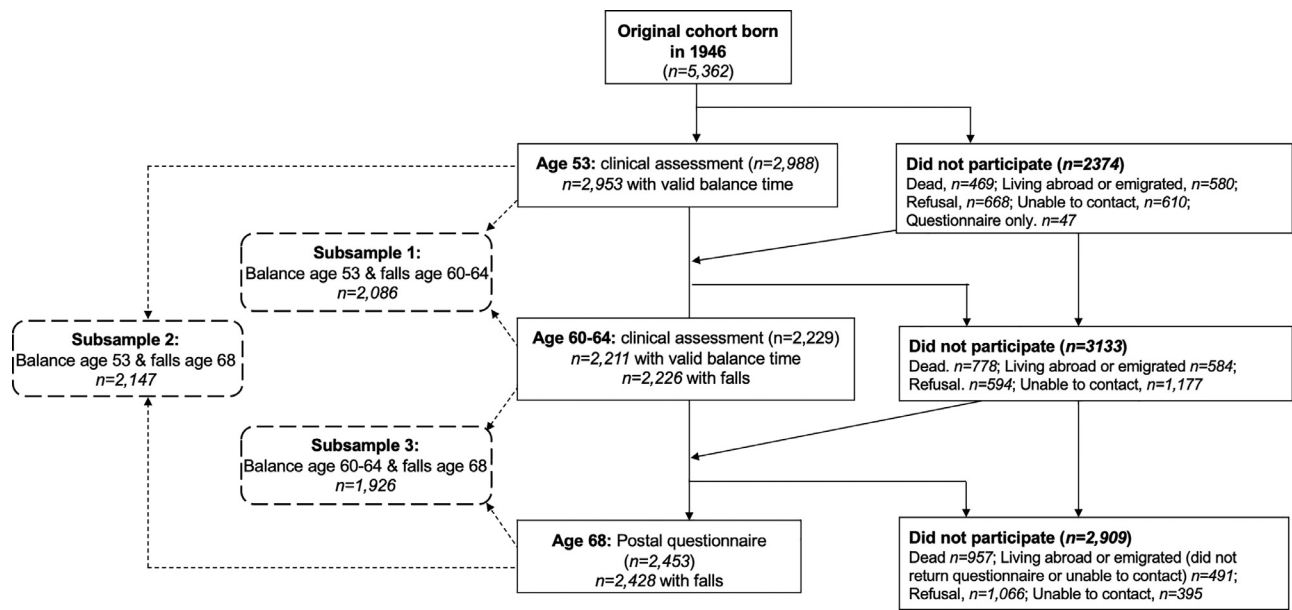 Original cohort born
in 1946
(n=5,362)
Age 53: clinical assessment (n=2,988)
n=2,953 with valid balance time
Did not participate (n=2374)
Dead, n=469; Living abroad or emigrated, n=580;
Refusal, n=668; Unable to contact, n=610;
Questionnaire only. n=47
Subsample 1:
Balance age 53 & falls age 60-64
n=2,086
Subsample 2:
Balance age 53 & falls age 68
n=2,147
Age 60-64: clinical assessment (n=2,229)
n=2,211 with valid balance time
n=2,226 with falls
Did not participate (n=3133)
Dead. n=778; Living abroad or emigrated n=584;
Refusal. n=594; Unable to contact, n=1,177
Subsample 3:
Balance age 60-64 & falls age 68
n=1,926
Age 68: Postal questionnaire
(n=2,453)
n=2,428 with falls
Did not participate (n=2,909)
Dead n=957; Living abroad or emigrated (did not
return questionnaire or unable to contact) n=491;
Refusal, n=1,066; Unable to contact, n=395